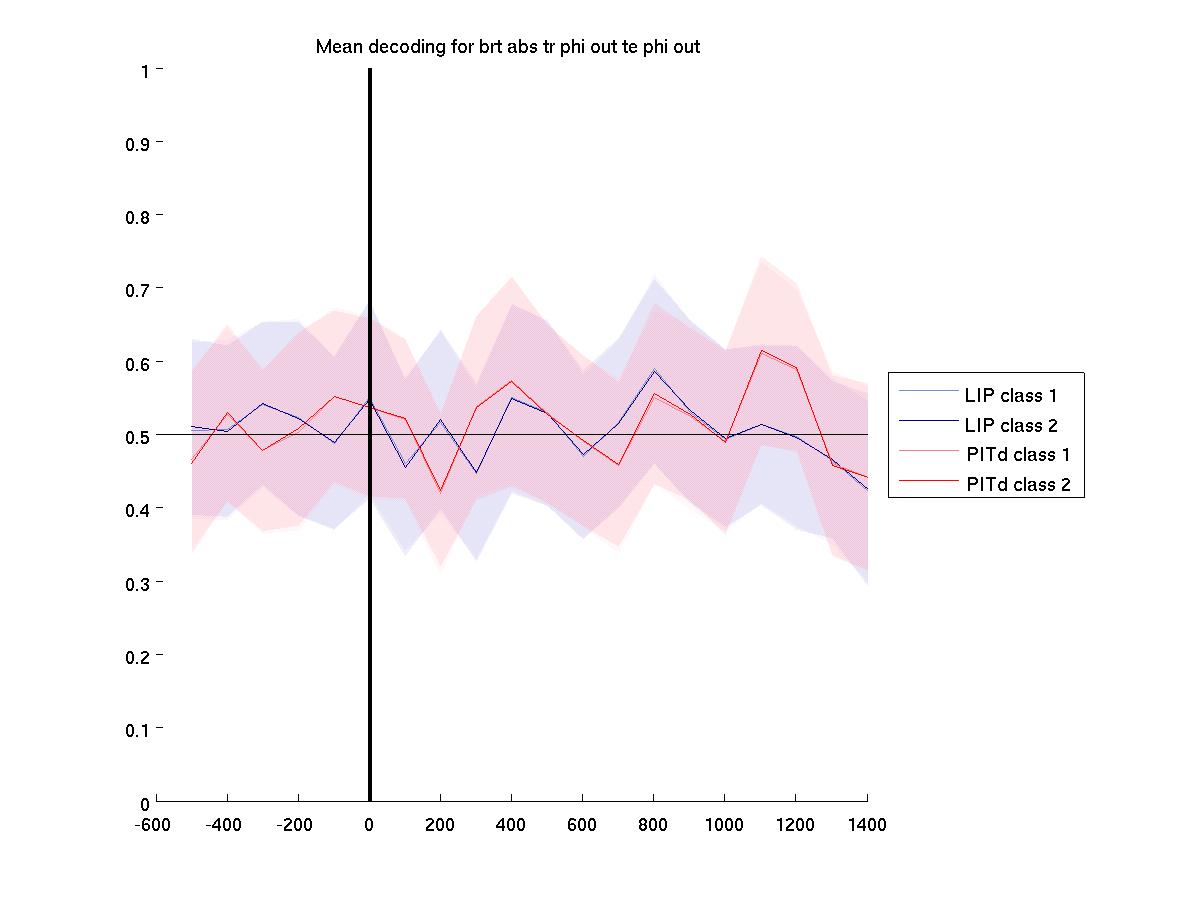 Mean decoding for brt abs tr phi out te phi out
1
0.9
0.8
0.7
0.6
0.5
0.4
0.3
0.2
0.1
0
-600 -400 -200 0 200 400 600 800 1000 1200 1400
LIP class 1
LIP class 2
PITd class 1
PITd class 2